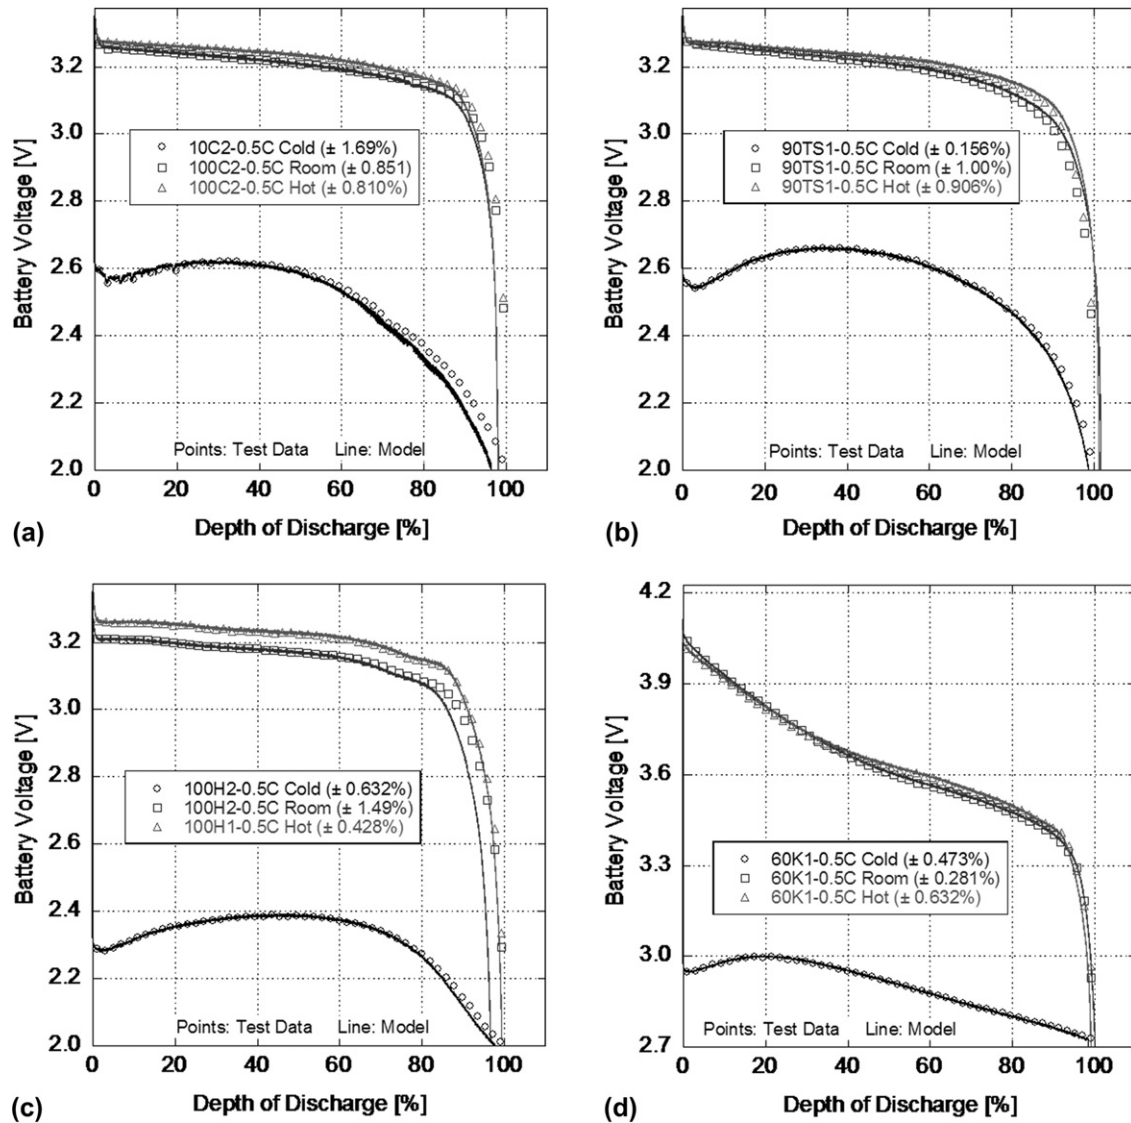 3.2
3.0
2.8
2.6
2.4
2.2
2.0
Battery Voltage [V]
10C2-0.5C Cold (± 1.69%)
100C2-0.5C Room (± 0.851)
100C2-0.5C Hot (± 0.810%)
Points: Test Data Line: Model
0 20 40 60 80 100
Depth of Discharge [%]
(a)
3.2
3.0
2.8
2.6
2.4
2.2
2.0
Battery Voltage [V]
90TS1-0.5C Cold (± 0.156%)
90TS1-0.5C Room (± 1.00%)
90TS1-0.5C Hot (± 0.906%)
Points: Test Data Line: Model
0 20 40 60 80 100
Depth of Discharge [%]
(b)
3.2
3.0
2.8
2.6
2.4
2.2
2.0
Battery Voltage [V]
100H2-0.5C Cold (± 0.632%)
100H2-0.5C Room (± 1.49%)
100H1-0.5C Hot (± 0.428%)
Points: Test Data Line: Model
0 20 40 60 80 100
Depth of Discharge [%]
(c)
4.2
3.9
3.6
3.3
3.0
2.7
Battery Voltage [V]
60K1-0.5C Cold (± 0.473%)
60K1-0.5C Room (± 0.281%)
60K1-0.5C Hot (± 0.632%)
Points: Test Data Line: Model
0 20 40 60 80 100
Depth of Discharge [%]
(d)